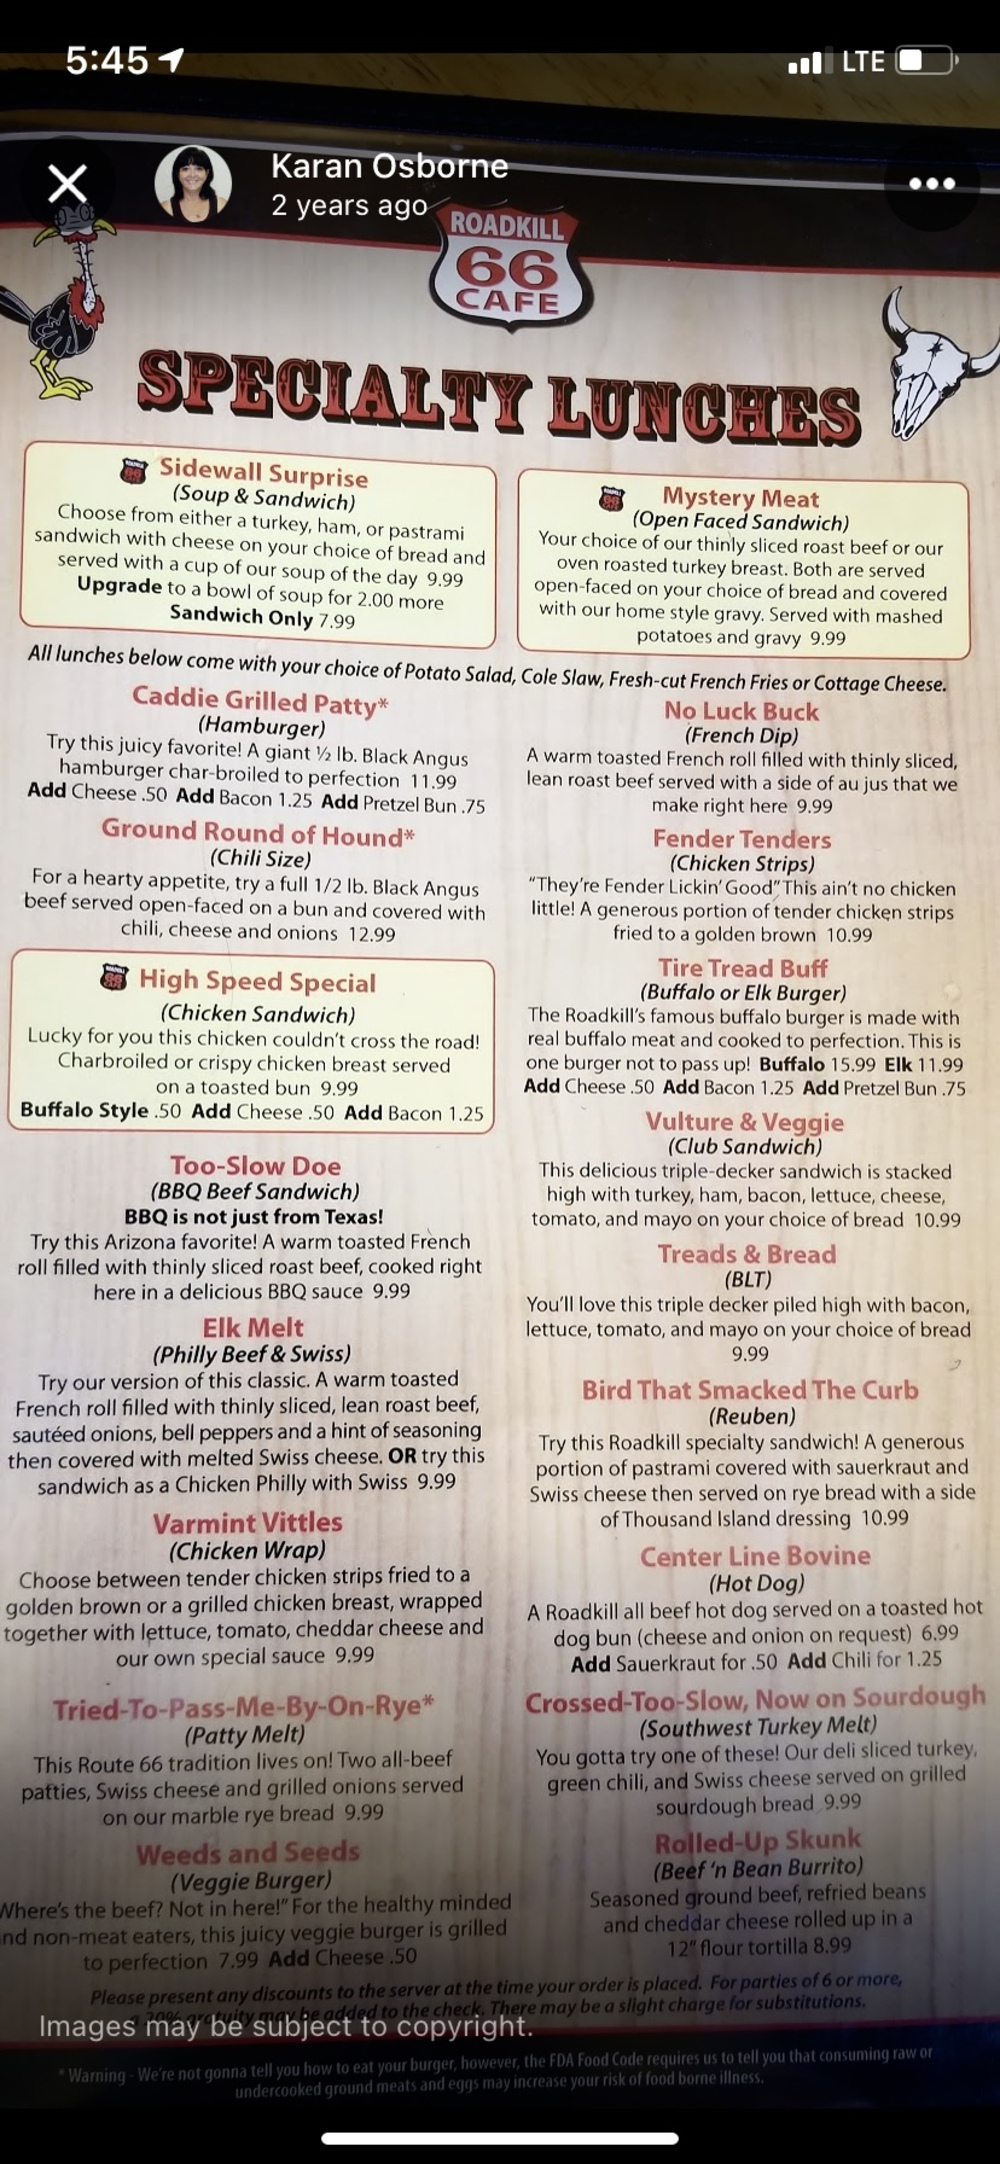 5:45
LTE
Karan Osborne
2 years ago
ROADKILL
66
CAFE
SPECIALTY LUNCHES
Sidewall Surprise
(Soup & Sandwich)
Choose from either a turkey, ham, or pastrami
sandwich with cheese on your choice of bread and
served with a cup of our soup of the day 9.99
Upgrade to a bowl of soup for 2.00 more
Sandwich Only 7.99
Mystery Meat
(Open Faced Sandwich)
Your choice of our thinly sliced roast beef or our
oven roasted turkey breast. Both are served
open-faced on your choice of bread and covered
with our home style gravy. Served with mashed
potatoes and gravy 9.99
All lunches below come with your choice of Potato Salad, Cole Slaw, Fresh-cut French Fries or Cottage Cheese.
Caddie Grilled Patty*
(Hamburger)
Try this juicy favorite! A giant ½ lb. Black Angus
hamburger char-broiled to perfection 11.99
Add Cheese .50 Add Bacon 1.25 Add Pretzel Bun .75
Ground Round of Hound*
(Chili Size)
For a hearty appetite, try a full 1/2 lb. Black Angus
beef served open-faced on a bun and covered with
chili, cheese and onions 12.99
High Speed Special
(Chicken Sandwich)
Lucky for you this chicken couldn't cross the road!
Charbroiled or crispy chicken breast served
on a toasted bun 9.99
Buffalo Style .50 Add Cheese .50 Add Bacon 1.25
Too-Slow Doe
(BBQ Beef Sandwich)
BBQ is not just from Texas!
Try this Arizona favorite! A warm toasted French
roll filled with thinly sliced roast beef, cooked right
here in a delicious BBQ sauce 9.99
Elk Melt
(Philly Beef & Swiss)
Try our version of this classic. A warm toasted
French roll filled with thinly sliced, lean roast beef,
sautéed onions, bell peppers and a hint of seasoning
then covered with melted Swiss cheese. OR try this
sandwich as a Chicken Philly with Swiss 9.99
Varmint Vittles
(Chicken Wrap)
Choose between tender chicken strips fried to a
golden brown or a grilled chicken breast, wrapped
together with lettuce, tomato, cheddar cheese and
our own special sauce 9.99
Tried-To-Pass-Me-By-On-Rye*
(Patty Melt)
This Route 66 tradition lives on! Two all-beef
patties, Swiss cheese and grilled onions served
on our marble rye bread 9.99
Weeds and Seeds
(Veggie Burger)
Where's the beef? Not in here!" For the healthy minded
nd non-meat eaters, this juicy veggie burger is grilled
to perfection 7.99 Add Cheese .50
No Luck Buck
(French Dip)
A warm toasted French roll filled with thinly sliced,
lean roast beef served with a side of au jus that we
make right here 9.99
Fender Tenders
(Chicken Strips)
"They're Fender Lickin' Good" This ain't no chicken
little! A generous portion of tender chicken strips
fried to a golden brown 10.99
Tire Tread Buff
(Buffalo or Elk Burger)
The Roadkill's famous buffalo burger is made with
real buffalo meat and cooked to perfection. This is
one burger not to pass up! Buffalo 15.99 Elk 11.99
Add Cheese .50 Add Bacon 1.25 Add Pretzel Bun .75
Vulture & Veggie
(Club Sandwich)
This delicious triple-decker sandwich is stacked
high with turkey, ham, bacon, lettuce, cheese,
tomato, and mayo on your choice of bread 10.99
Treads & Bread
(BLT)
You'll love this triple decker piled high with bacon,
lettuce, tomato, and mayo on your choice of bread
9.99
Bird That Smacked The Curb
(Reuben)
Try this Roadkill specialty sandwich! A generous
portion of pastrami covered with sauerkraut and
Swiss cheese then served on rye bread with a side
of Thousand Island dressing 10.99
Center Line Bovine
(Hot Dog)
A Roadkill all beef hot dog served on a toasted hot
dog bun (cheese and onion on request) 6.99
Add Sauerkraut for .50 Add Chili for 1.25
Crossed-Too-Slow, Now on Sourdough
(Southwest Turkey Melt)
You gotta try one of these! Our deli sliced turkey,
green chili, and Swiss cheese served on grilled
sourdough bread 9.99
Rolled-Up Skunk
(Beef 'n Bean Burrito)
Seasoned ground beef, refried beans
and cheddar cheese rolled up in a
12" flour tortilla 8.99
Please present any discounts to the server at the time your order is placed. For parties of 6 or more,
20% gratuity may be added to the check. There may be a slight charge for substitutions.
Images may be subject to copyright.
* Warning - We're not gonna tell you how to eat your burger, however, the FDA Food Code requires us to tell you that consuming raw or
undercooked ground meats and eggs may increase your risk of food borne illness.